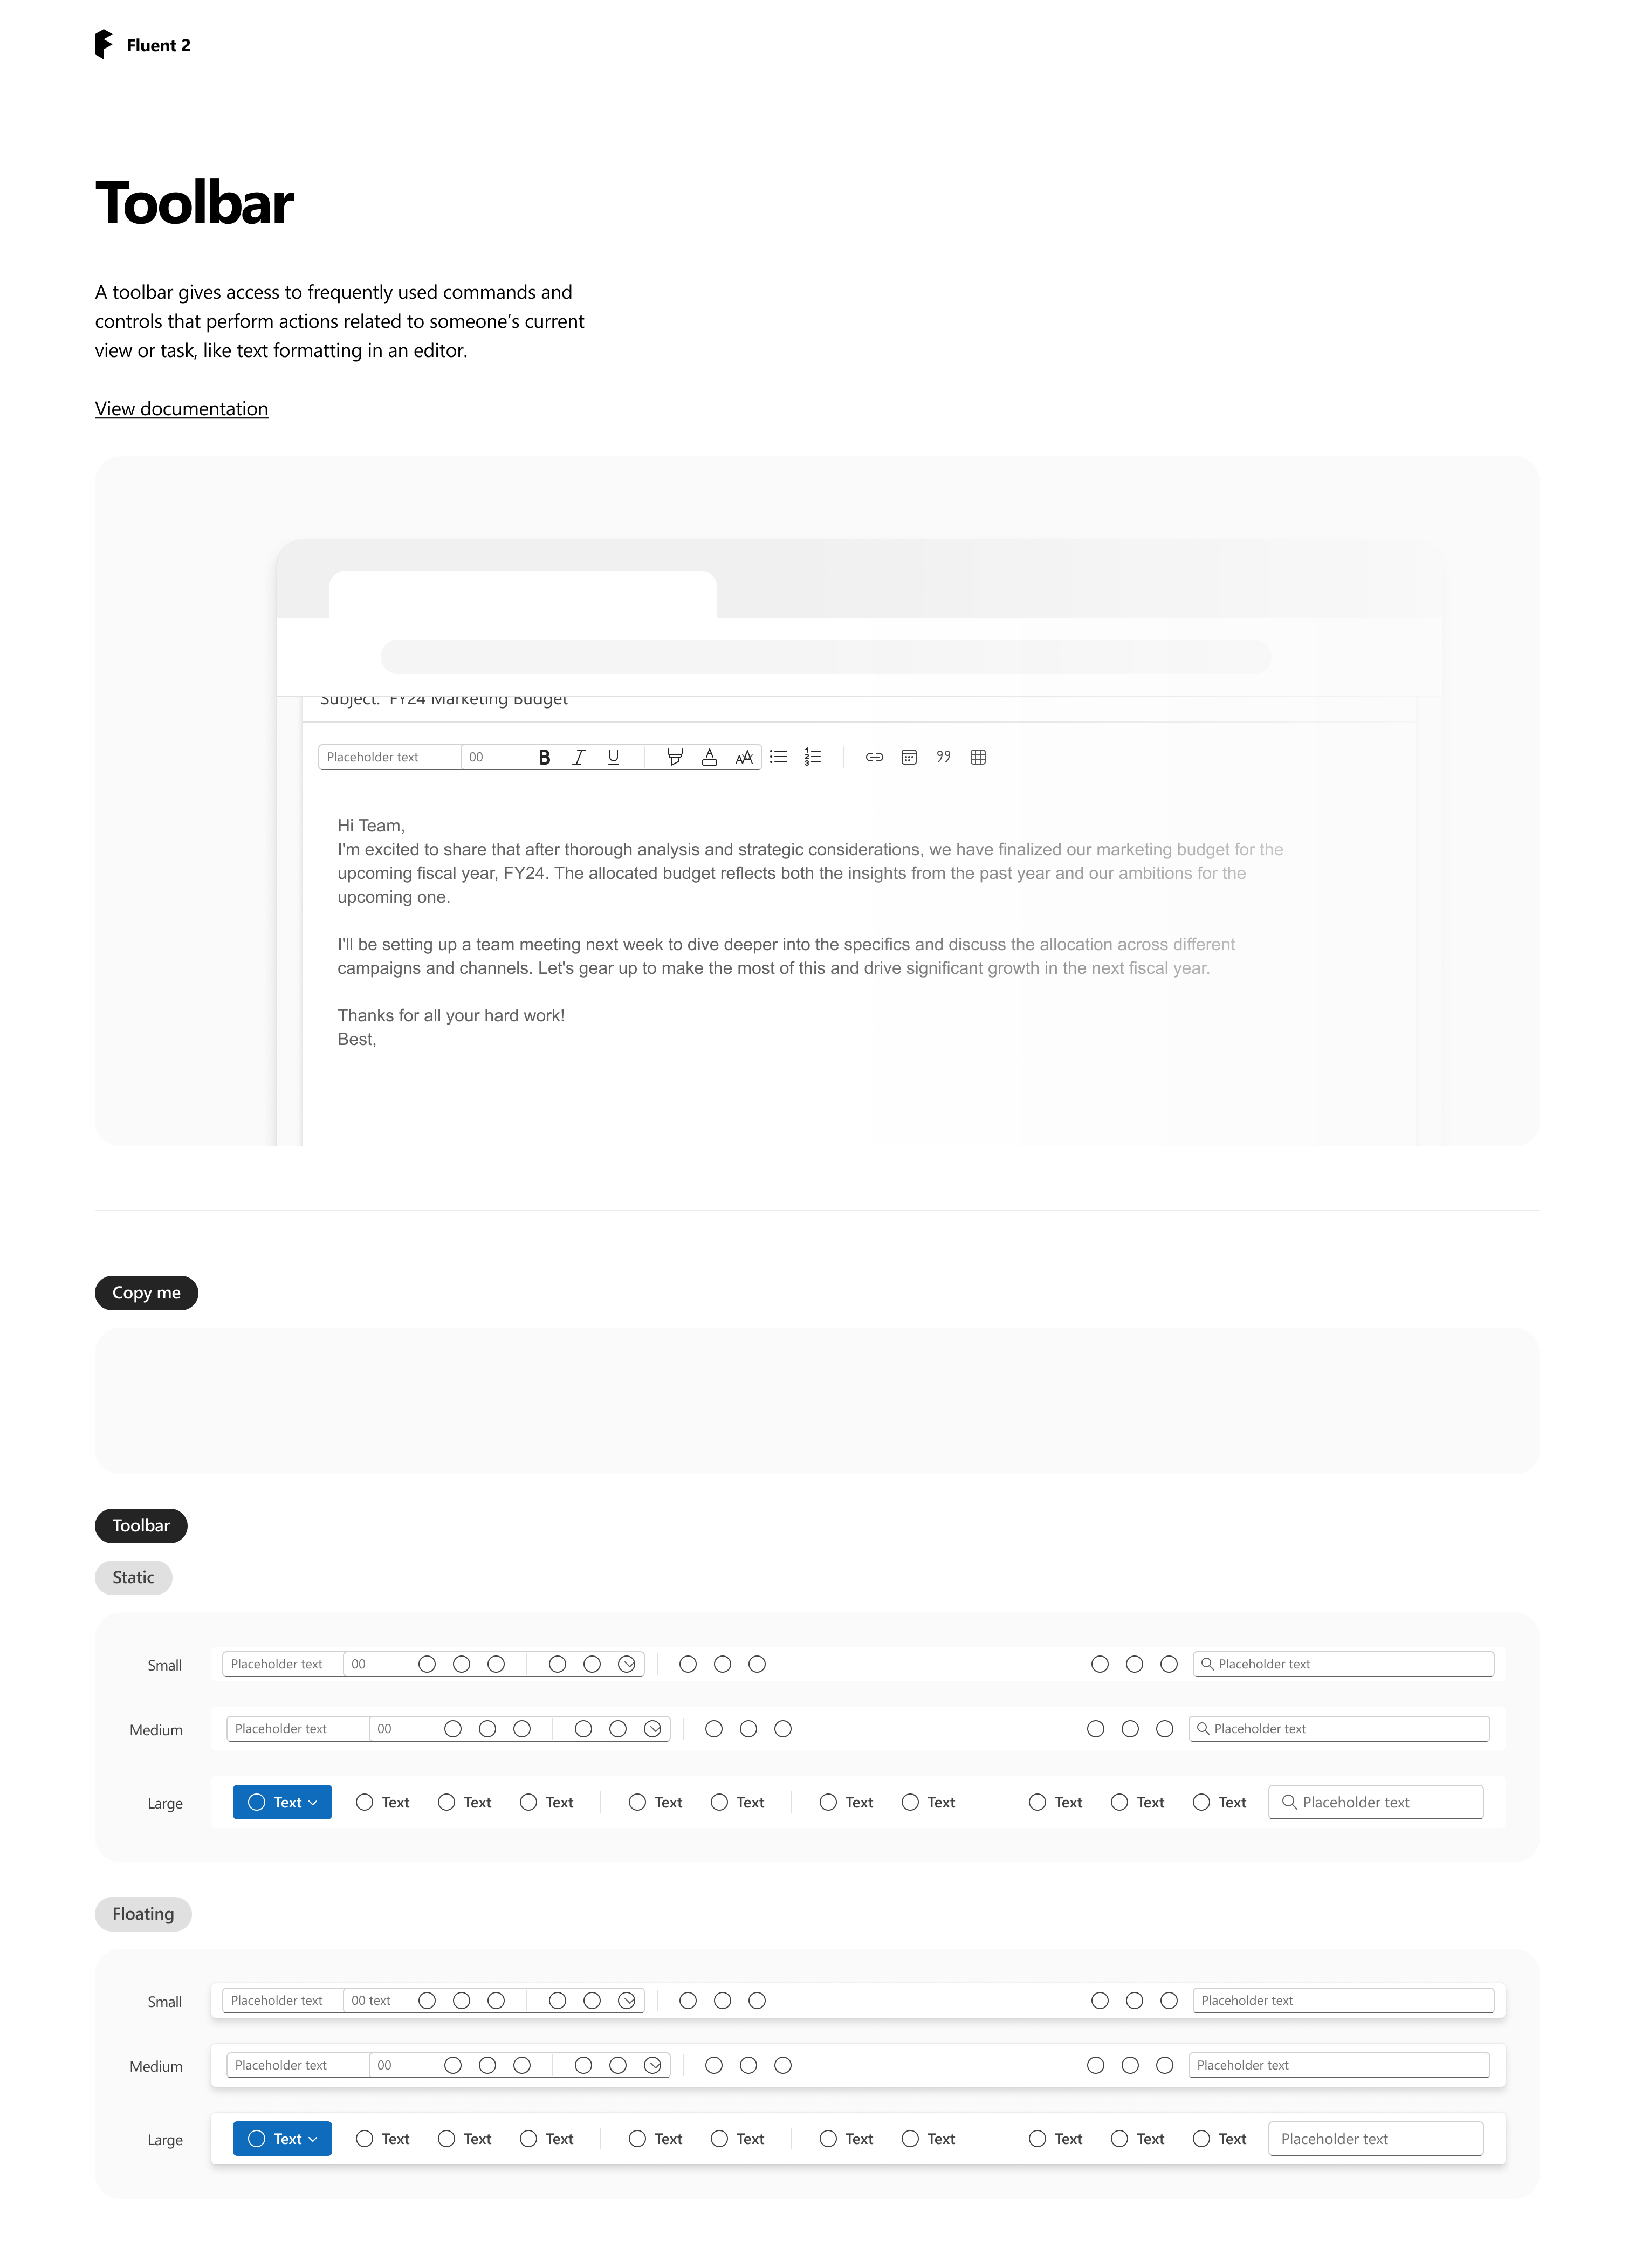 Fluent 2
Toolbar
A toolbar gives access to frequently used commands and
controls that perform actions related to someone’s current
view or task, like text formatting in an editor.
View documentation
Subject: FY24 Marketing Budget
Placeholder text 00 B I U A AA 1 2 3 99
Hi Team,
I'm excited to share that after thorough analysis and strategic considerations, we have finalized our marketing budget for the
upcoming fiscal year, FY24. The allocated budget reflects both the insights from the past year and our ambitions for the
upcoming one.
I'll be setting up a team meeting next week to dive deeper into the specifics and discuss the allocation across different
campaigns and channels. Let's gear up to make the most of this and drive significant growth in the next fiscal year.
Thanks for all your hard work!
Best,
Copy me
Toolbar
Static
Small Placeholder text 00 Placeholder text
Medium Placeholder text 00 Placeholder text
Large Text Text Text Text Text Text Text Text Text Text Text Placeholder text
Floating
Small Placeholder text 00 text Placeholder text
Medium Placeholder text 00 Placeholder text
Large Text Text Text Text Text Text Text Text Text Text Text Placeholder text